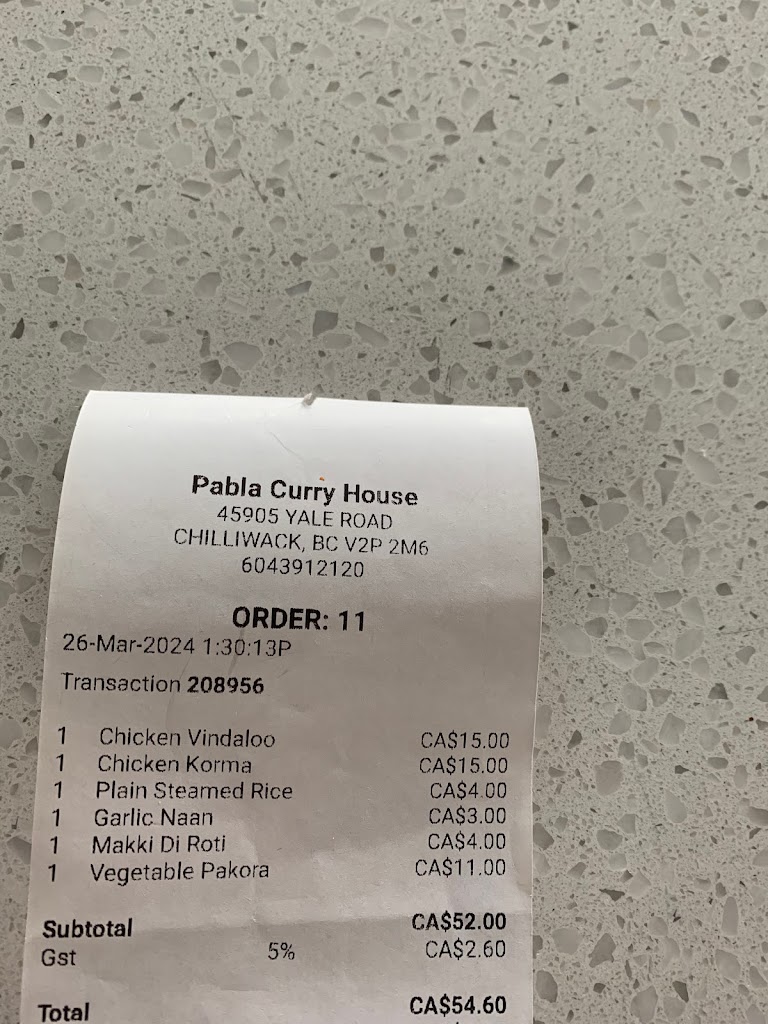 Pabla Curry House
45905 YALE ROAD
CHILLIWACK, BC V2P 2M6
6043912120
ORDER: 11
26-Mar-2024 1:30:13P
Transaction 208956
1 Chicken Vindaloo CA$15.00
1 Chicken Korma CA$15.00
1 Plain Steamed Rice CA$4.00
1 Garlic Naan CA$3.00
1 Makki Di Roti CA$4.00
1 Vegetable Pakora CA$11.00
Subtotal CA$52.00
Gst 5% CA$2.60
Total CA$54.60